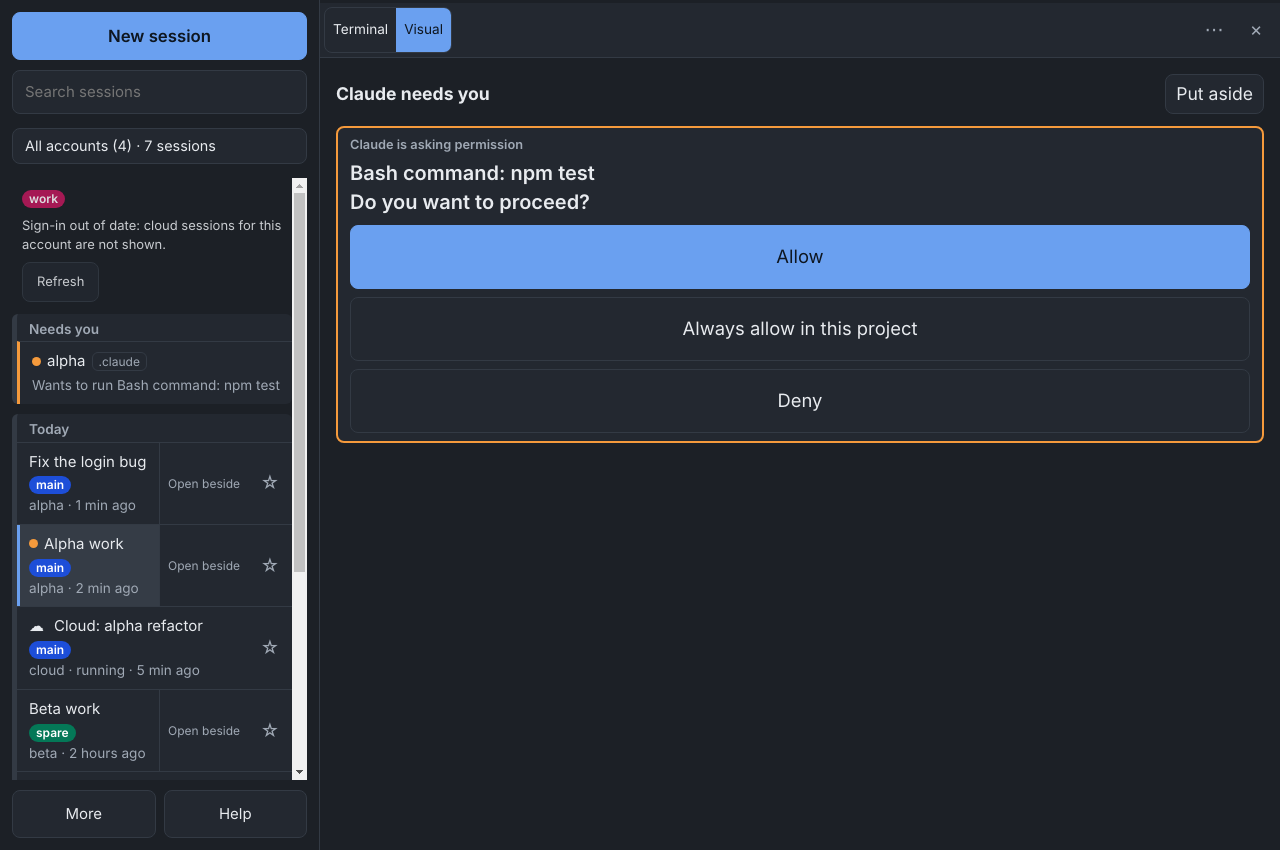 New session
Search sessions
All accounts (4) · 7 sessions
work
Sign-in out of date: cloud sessions for this
account are not shown.
Refresh
Needs you
alpha .claude
Wants to run Bash command: npm test
Today
Fix the login bug
main
alpha · 1 min ago
Open beside
Alpha work
main
alpha · 2 min ago
Open beside
Cloud: alpha refactor
main
cloud · running · 5 min ago
Beta work
spare
beta · 2 hours ago
Open beside
More
Help
Terminal
Visual
Claude needs you
Put aside
Claude is asking permission
Bash command: npm test
Do you want to proceed?
Allow
Always allow in this project
Deny